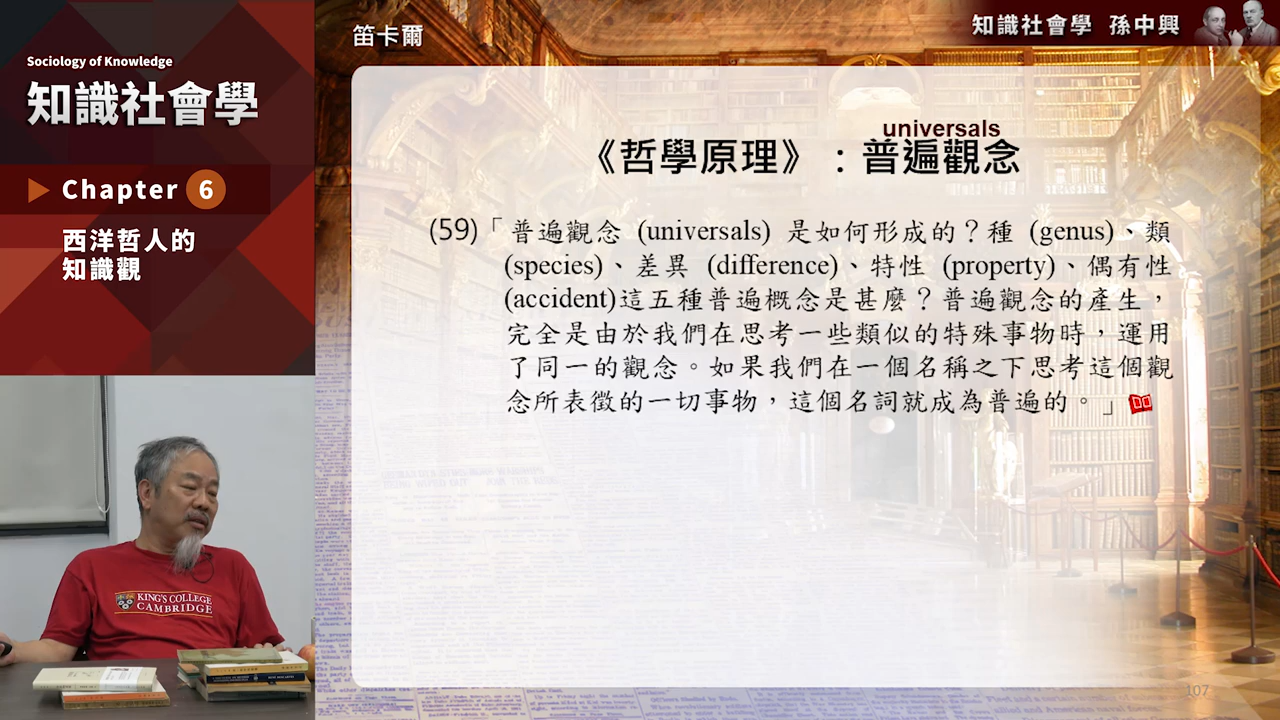 Sociology of Knowledge
知識社會學
Chapter 6
西洋哲人的
知識觀
笛卡爾
知識社會學 孫中興
universals
《哲學原理》：普遍觀念
(59)「普遍觀念 (universals) 是如何形成的？種 (genus)、類
(species)、差異 (difference)、特性 (property)、偶有性
(accident)這五種普遍概念是甚麼？普遍觀念的產生，
完全是由於我們在思考一些類似的特殊事物時，運用
了同一的觀念。如果我們在一個名稱之下思考這個觀
念所表徵的一切事物，這個名詞就成為普遍的。」
KING'S COLLEGE
CAMBRIDGE
107